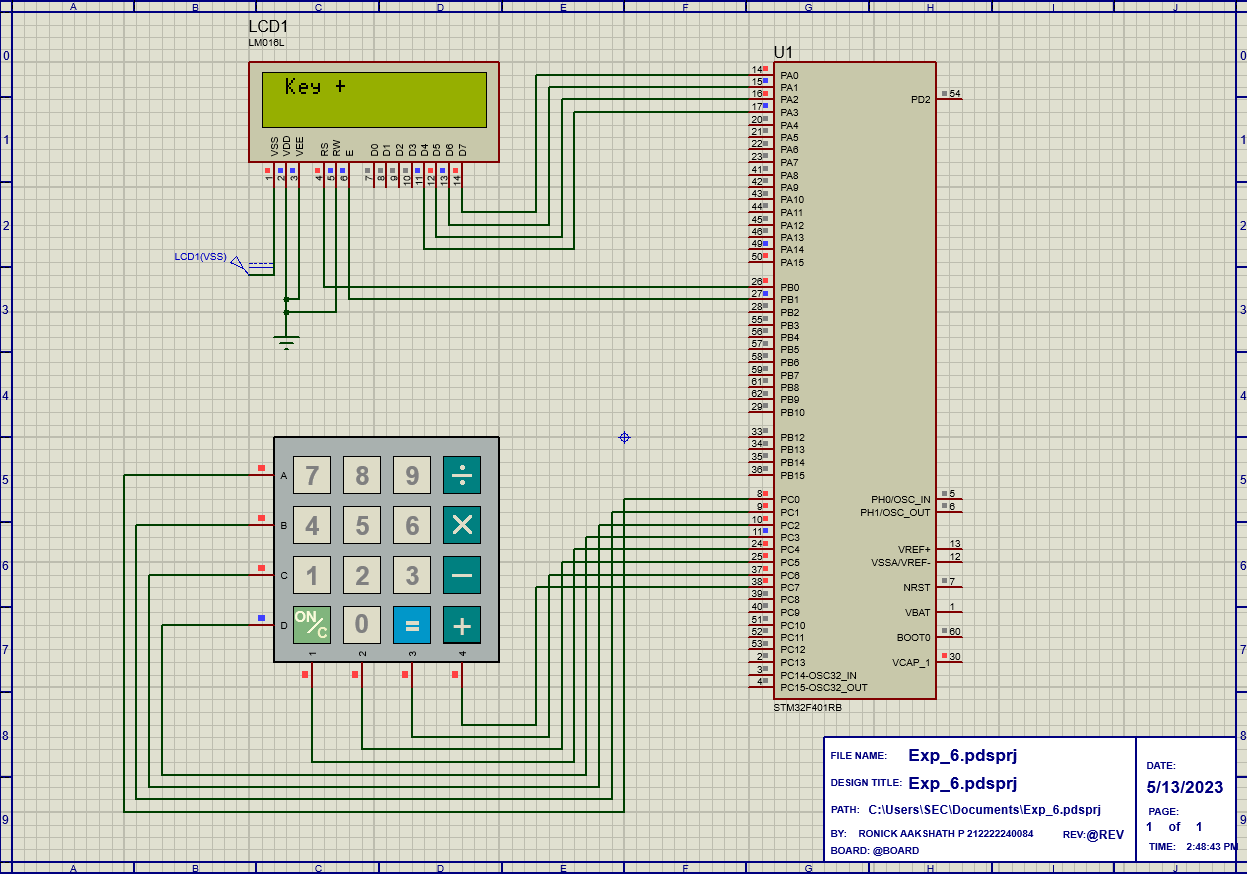 A B C D E F G H I J
LCD1
LM016L
Key +
VSS VDD VEE RS RW E D0 D1 D2 D3 D4 D5 D6 D7
1 2 3 4 5 6 7 8 9 10 11 12 13 14
LCD1(VSS)
U1
14 PA0
15 PA1
16 PA2
17 PA3
20 PA4
21 PA5
22 PA6
23 PA7
41 PA8
42 PA9
43 PA10
44 PA11
45 PA12
46 PA13
49 PA14
50 PA15
26 PB0
27 PB1
28 PB2
55 PB3
56 PB4
57 PB5
58 PB6
59 PB7
61 PB8
62 PB9
29 PB10
33 PB12
34 PB13
35 PB14
36 PB15
8 PC0
9 PC1
10 PC2
11 PC3
24 PC4
25 PC5
37 PC6
38 PC7
39 PC8
40 PC9
51 PC10
52 PC11
53 PC12
2 PC13
3 PC14-OSC32_IN
4 PC15-OSC32_OUT
PD2 54
PH0/OSC_IN 5
PH1/OSC_OUT 6
VREF+ 13
VSSA/VREF- 12
NRST 7
VBAT 1
BOOT0 60
VCAP_1 30
STM32F401RB
A 7 8 9 ÷
B 4 5 6 ×
C 1 2 3 −
D ON/C 0 = +
1 2 3 4
0 0
1 1
2 2
3 3
4 4
5 5
6 6
7 7
8 8
9 9
FILE NAME: Exp_6.pdsprj
DESIGN TITLE: Exp_6.pdsprj
PATH: C:\Users\SEC\Documents\Exp_6.pdsprj
BY: RONICK AAKSHATH P 212222240084 REV:@REV
BOARD: @BOARD
DATE:
5/13/2023
PAGE:
1 of 1
TIME: 2:48:43 PM
A B C D E F G H I J